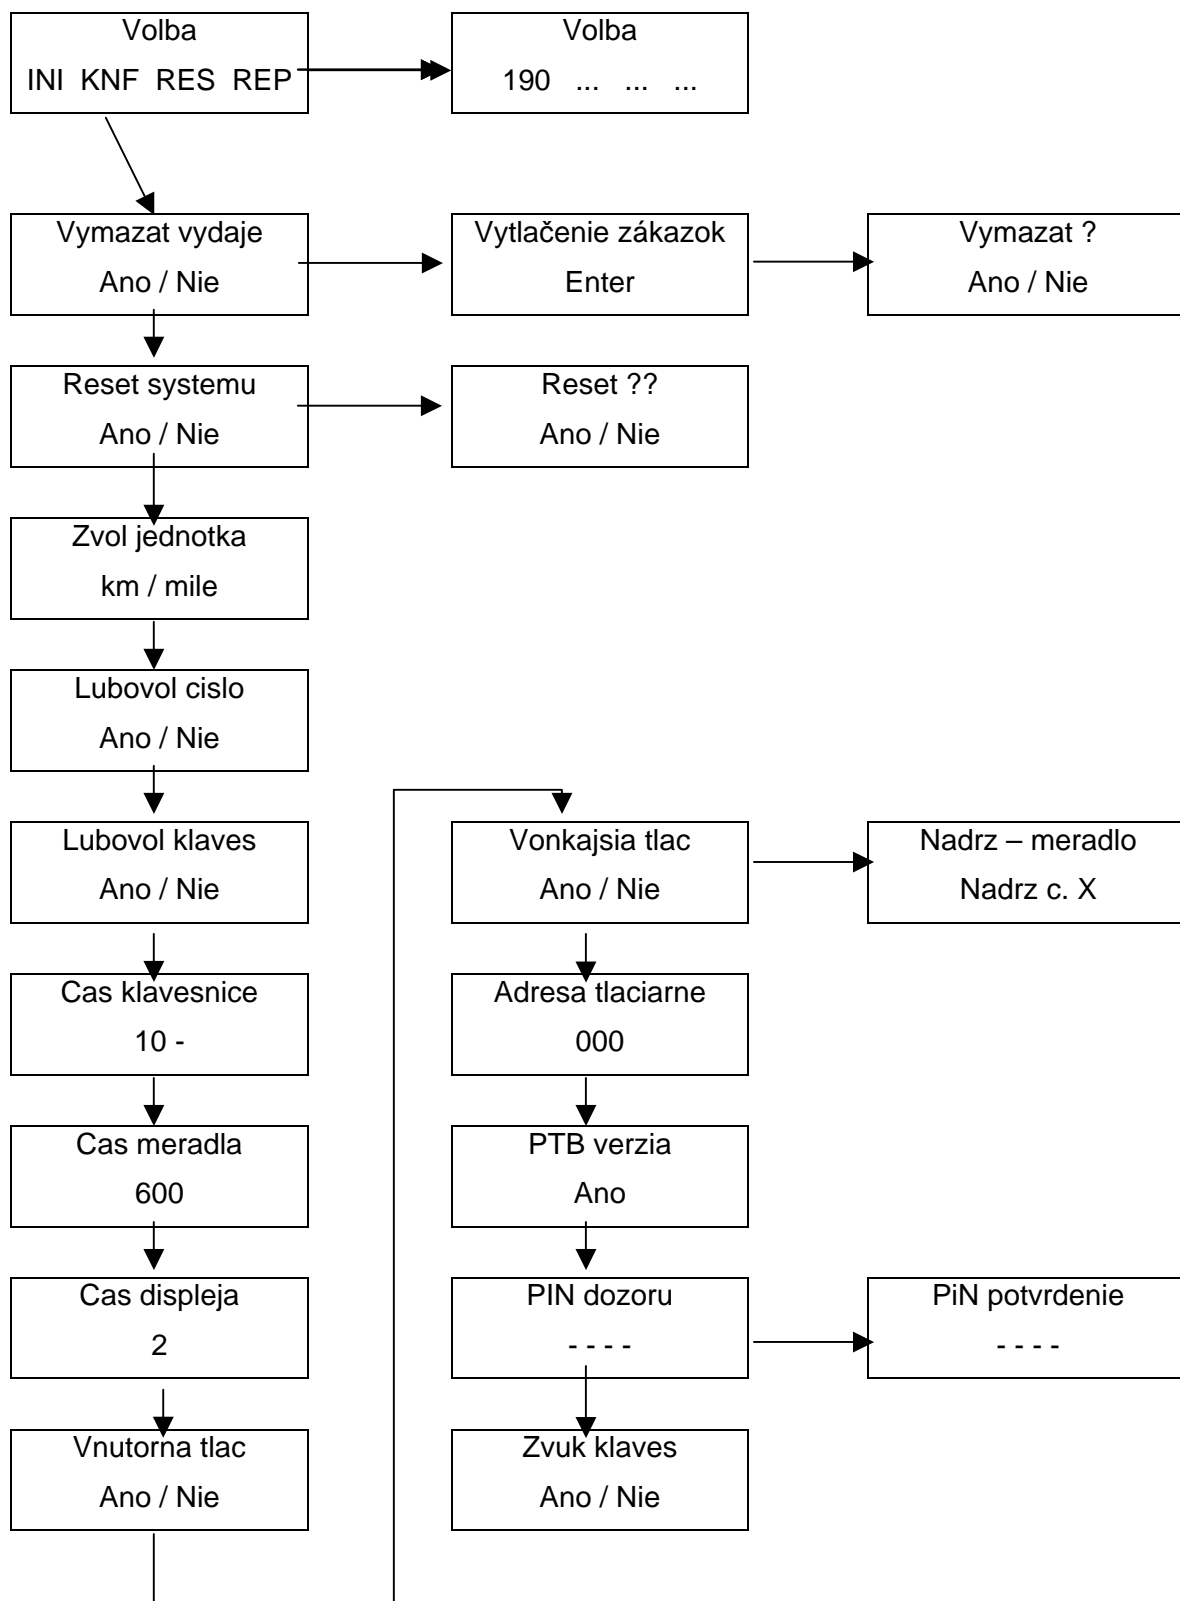 Volba
INI KNF RES REP
Volba
190 ... ... ...
Vymazat vydaje
Ano / Nie
Vytlačenie zákazok
Enter
Vymazat ?
Ano / Nie
Reset systemu
Ano / Nie
Reset ??
Ano / Nie
Zvol jednotka
km / mile
Lubovol cislo
Ano / Nie
Lubovol klaves
Ano / Nie
Cas klavesnice
10 -
Cas meradla
600
Cas displeja
2
Vnutorna tlac
Ano / Nie
Vonkajsia tlac
Ano / Nie
Nadrz – meradlo
Nadrz c. X
Adresa tlaciarne
000
PTB verzia
Ano
PIN dozoru
- - - -
PiN potvrdenie
- - - -
Zvuk klaves
Ano / Nie